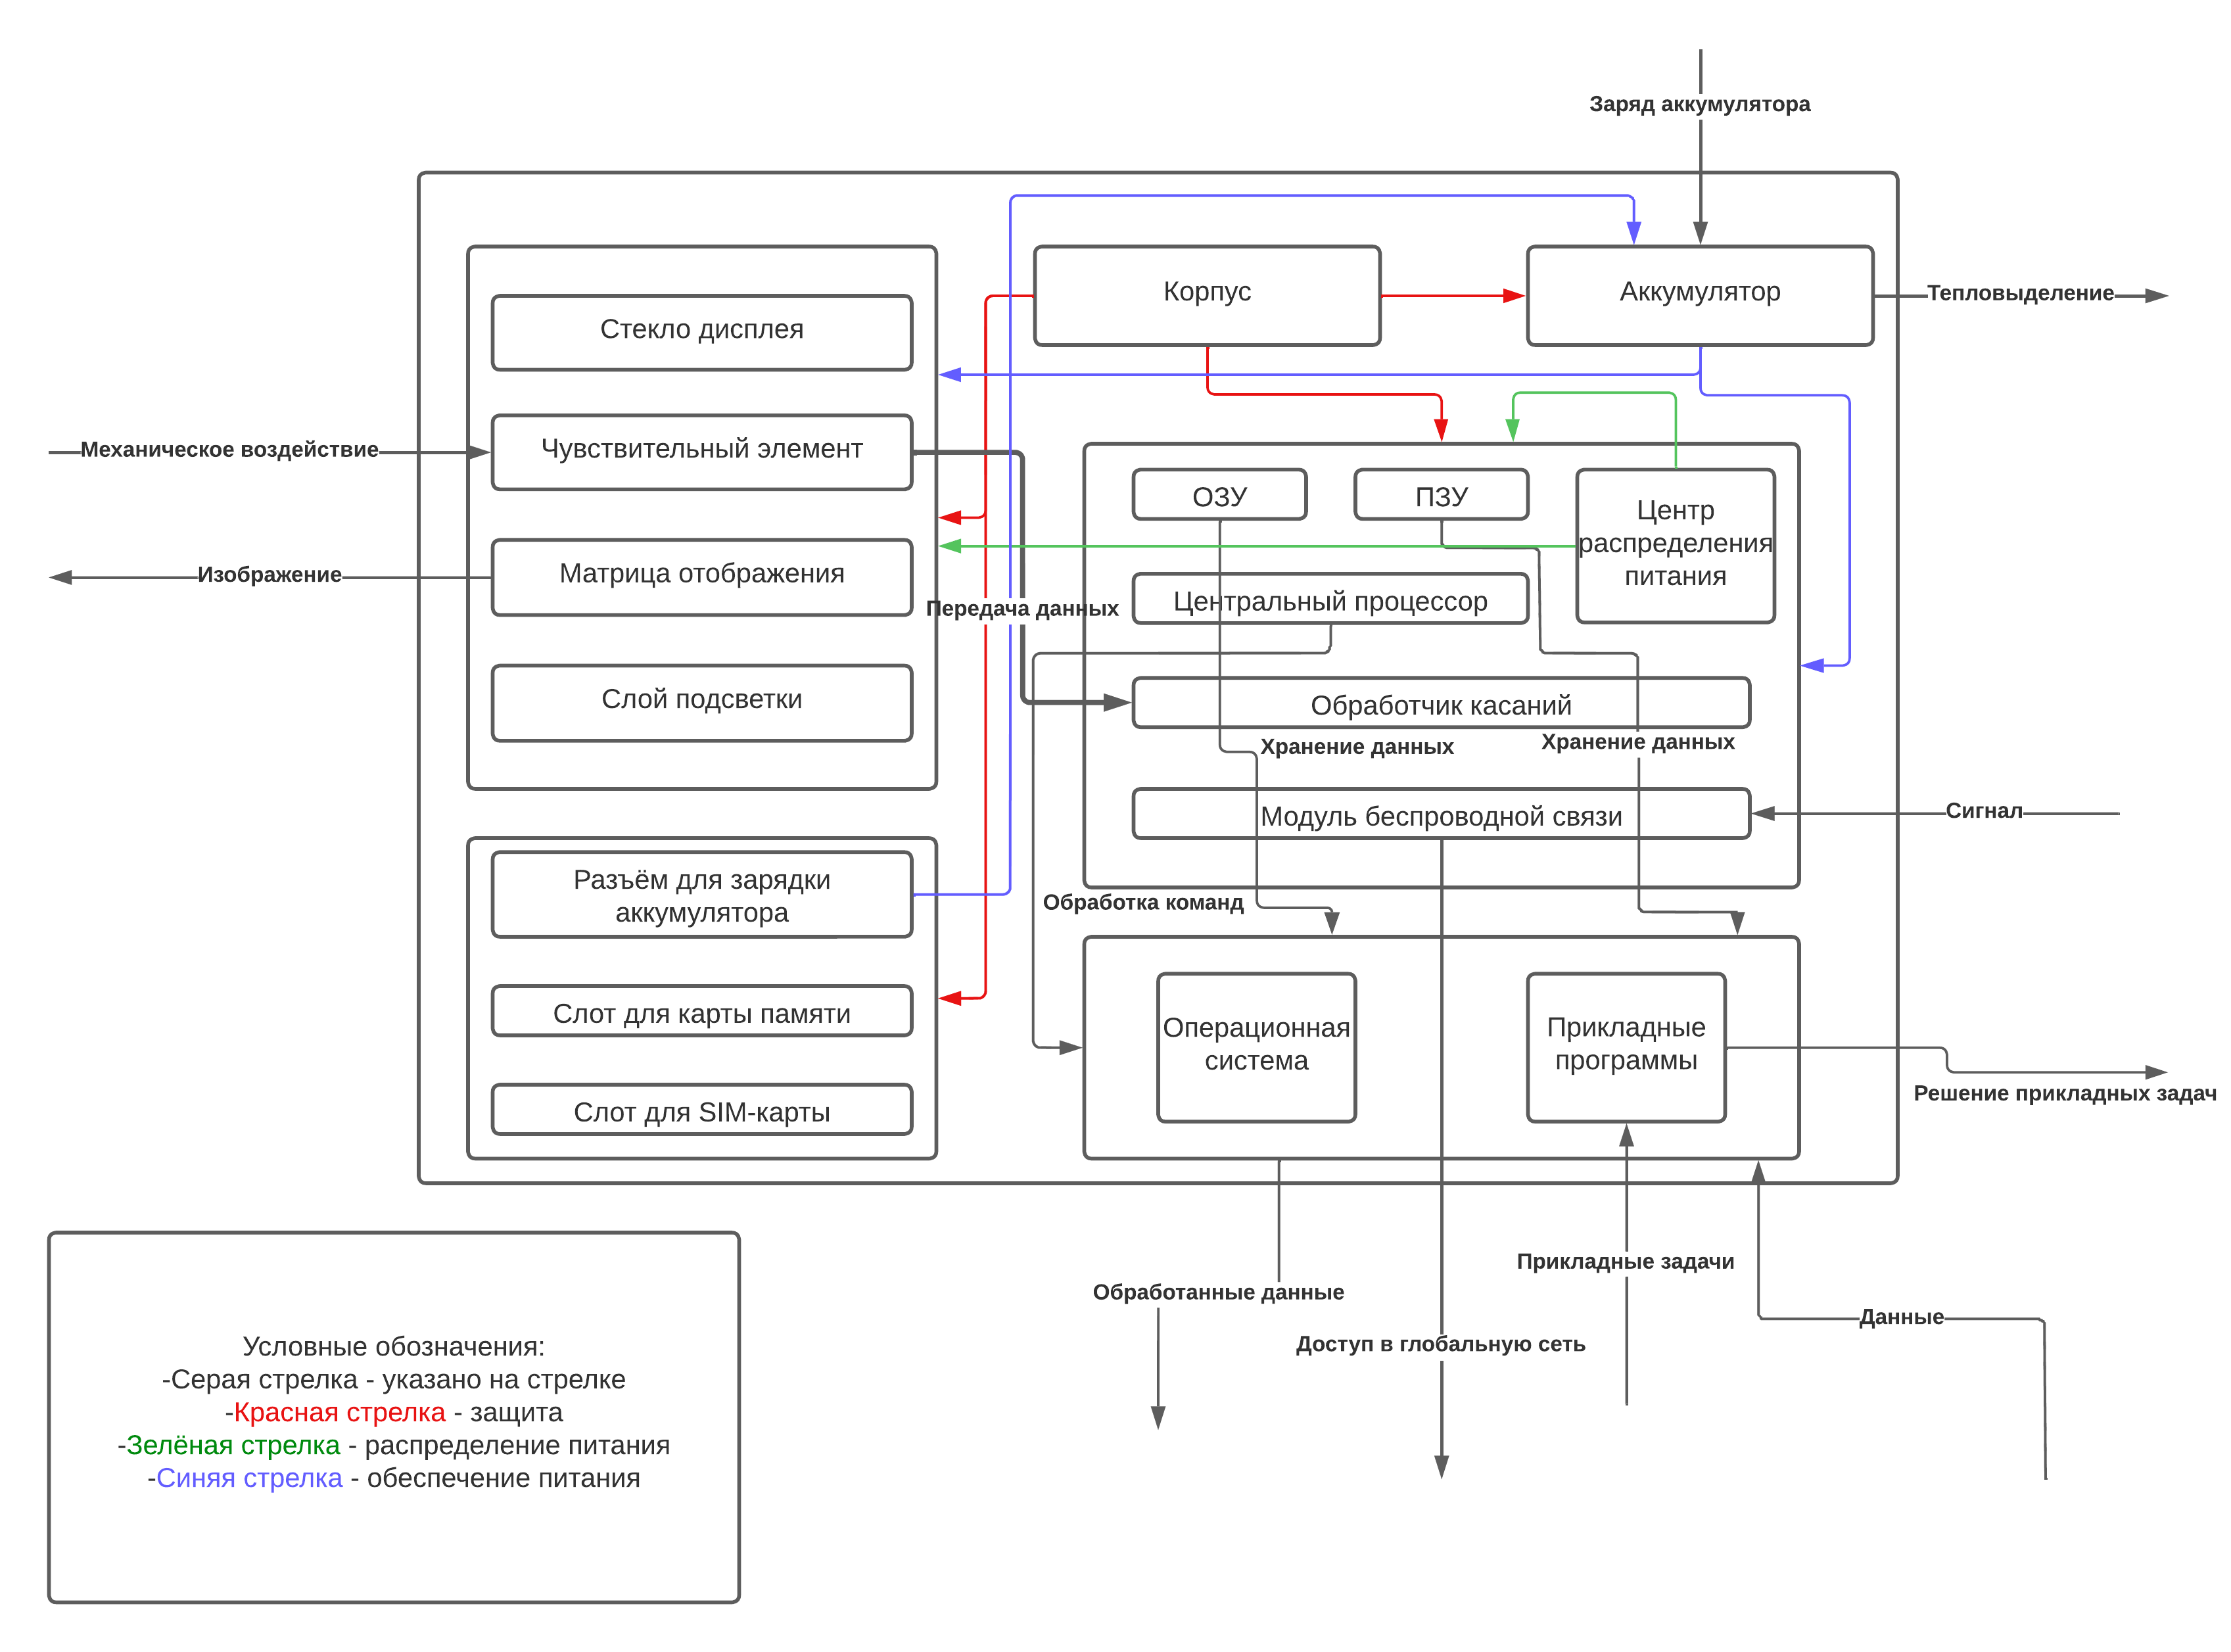 Заряд аккумулятора
Корпус
Аккумулятор
Тепловыделение
Стекло дисплея
Чувствительный элемент
Механическое воздействие
Матрица отображения
Изображение
Слой подсветки
Передача данных
ОЗУ
ПЗУ
Центр
распределения
питания
Центральный процессор
Обработчик касаний
Хранение данных
Хранение данных
Модуль беспроводной связи
Сигнал
Разъём для зарядки
аккумулятора
Обработка команд
Слот для карты памяти
Слот для SIM-карты
Операционная
система
Прикладные
программы
Решение прикладных задач
Обработанные данные
Прикладные задачи
Доступ в глобальную сеть
Данные
Условные обозначения:
-Серая стрелка - указано на стрелке
-Красная стрелка - защита
-Зелёная стрелка - распределение питания
-Синяя стрелка - обеспечение питания